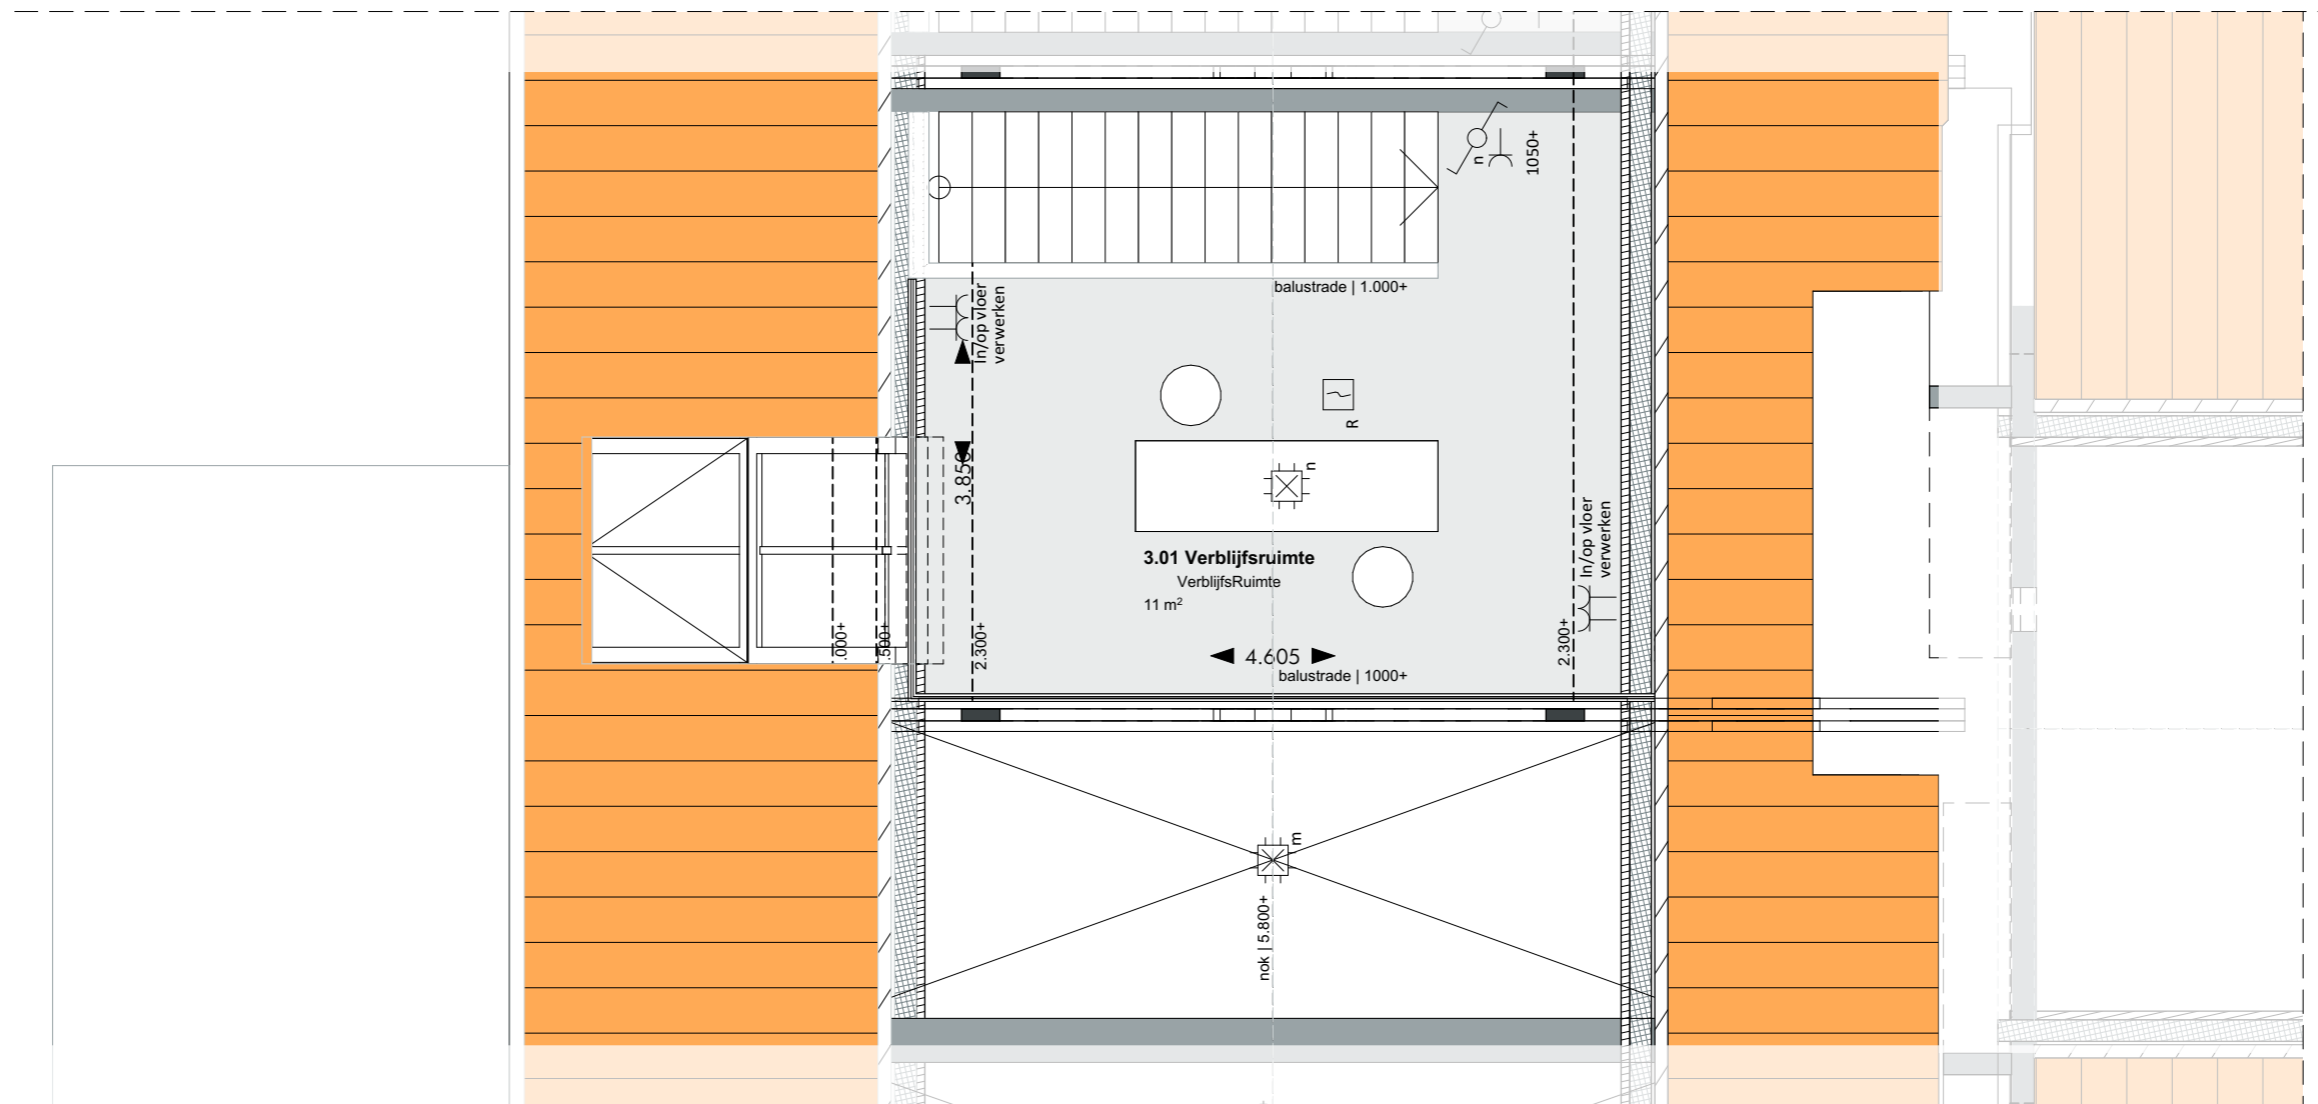 n
1050+
balustrade | 1.000+
In/op vloer
verwerken
R
3.850
n
In/op vloer
verwerken
3.01 Verblijfsruimte
VerblijfsRuimte
11 m²
.000+
.500+
2.300+
2.300+
4.605
balustrade | 1000+
m
nok | 5.800+